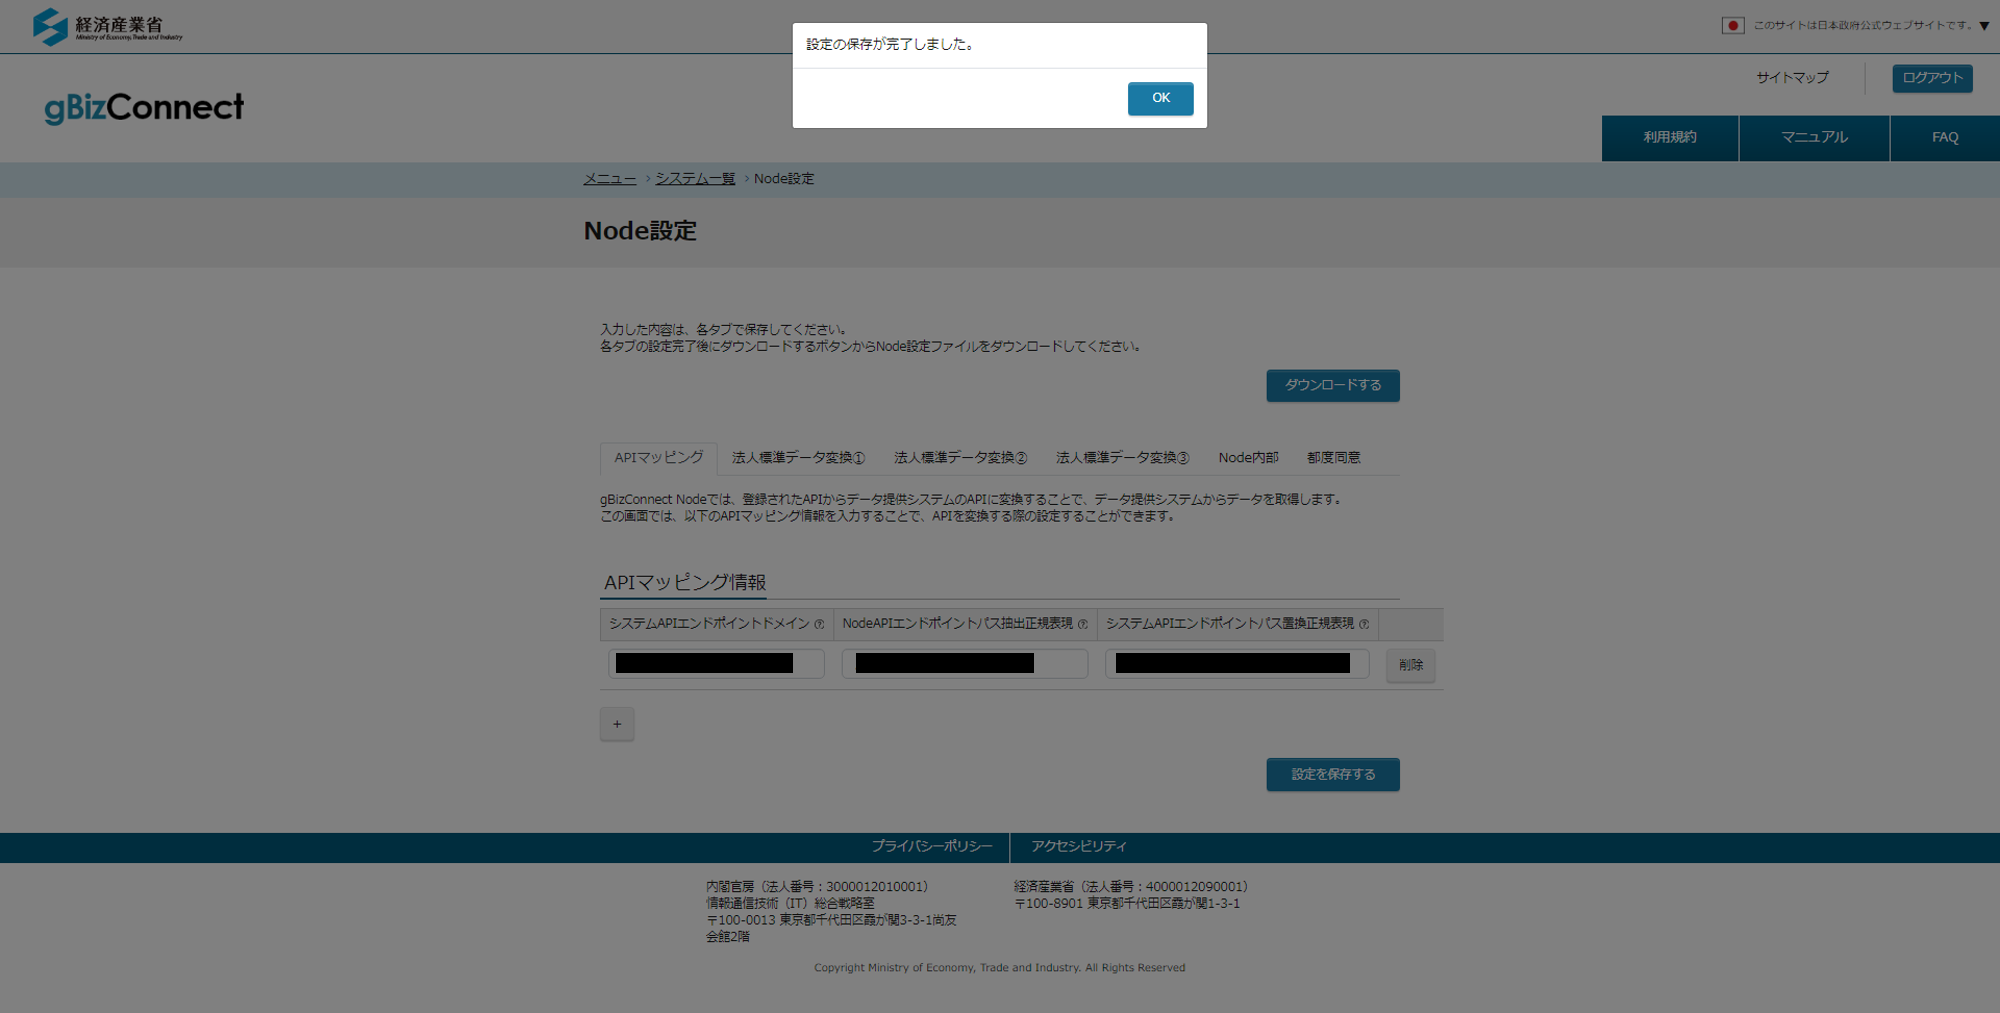 経済産業省
Ministry of Economy, Trade and Industry
設定の保存が完了しました。
OK
このサイトは日本政府公式ウェブサイトです。▼
サイトマップ
ログアウト
gBizConnect
利用規約
マニュアル
FAQ
メニュー > システム一覧 > Node設定
Node設定
入力した内容は、各タブで保存してください。
各タブの設定完了後にダウンロードするボタンからNode設定ファイルをダウンロードしてください。
ダウンロードする
APIマッピング 法人標準データ変換① 法人標準データ変換② 法人標準データ変換③ Node内部 都度同意
gBizConnect Nodeでは、登録されたAPIからデータ提供システムのAPIに変換することで、データ提供システムからデータを取得します。
この画面では、以下のAPIマッピング情報を入力することで、APIを変換する際の設定することができます。
APIマッピング情報
システムAPIエンドポイントドメイン ? NodeAPIエンドポイントパス抽出正規表現 ? システムAPIエンドポイントパス置換正規表現 ?
削除
+
設定を保存する
プライバシーポリシー
アクセシビリティ
内閣官房（法人番号：3000012010001）
情報通信技術（IT）総合戦略室
〒100-0013 東京都千代田区霞が関3-3-1尚友
会館2階
経済産業省（法人番号：4000012090001）
〒100-8901 東京都千代田区霞が関1-3-1
Copyright Ministry of Economy, Trade and Industry. All Rights Reserved